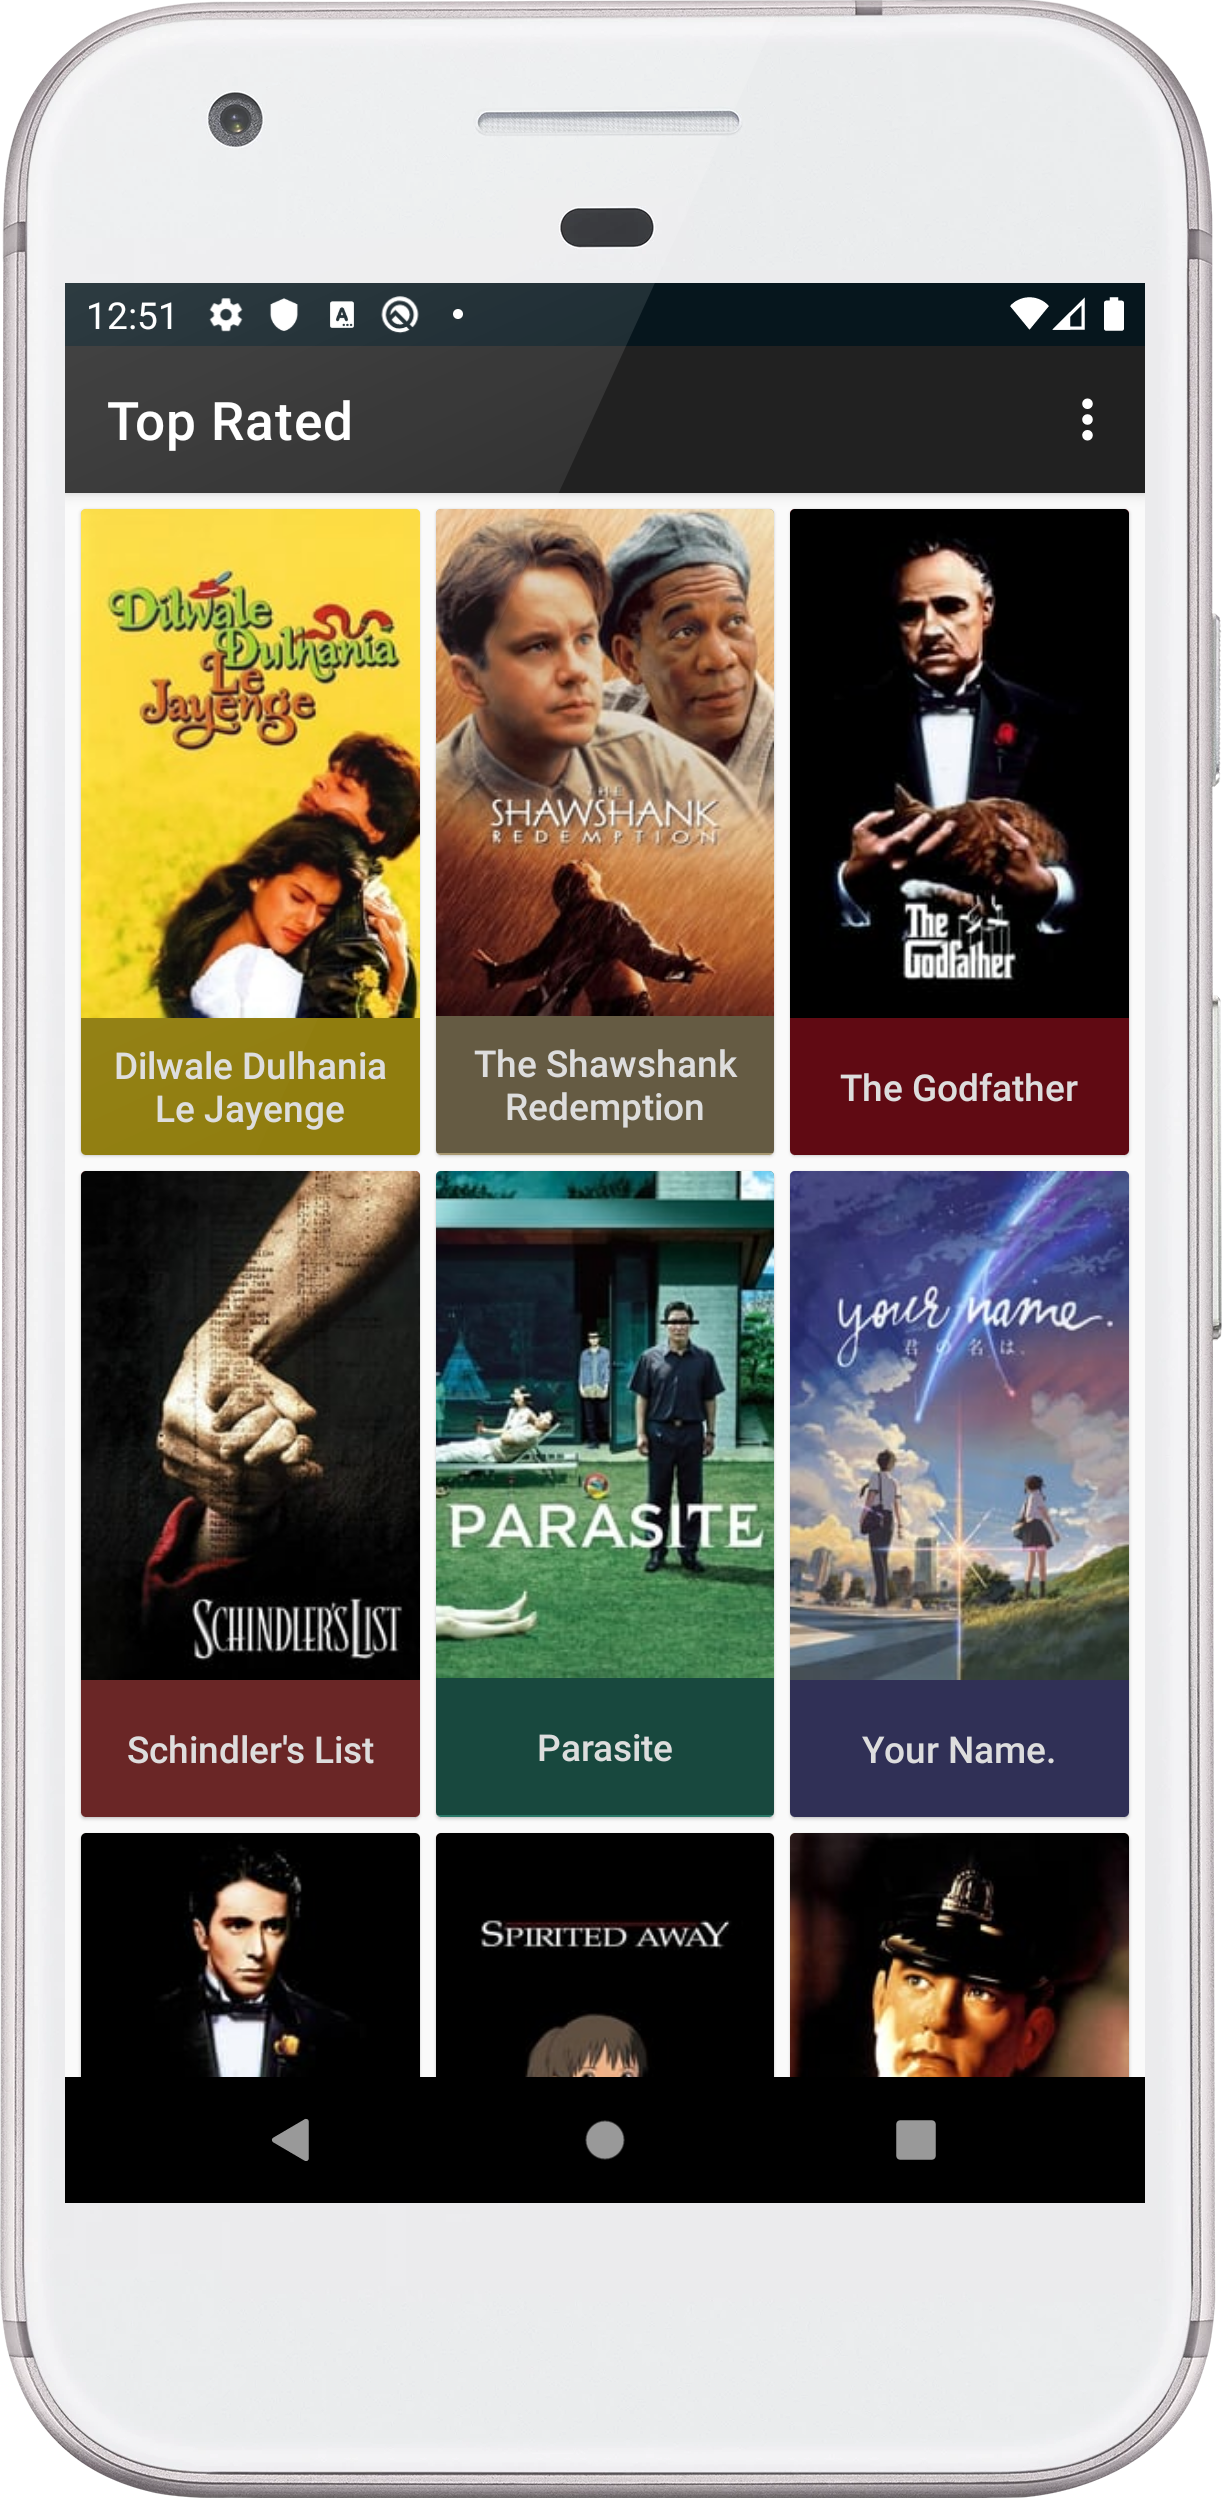 12:51
Top Rated
Dilwale
Dulhania
Le
Jayenge
THE
SHAWSHANK
REDEMPTION
The
Godfather
Dilwale Dulhania
Le Jayenge
The Shawshank
Redemption
The Godfather
SCHINDLER'S LIST
PARASITE
your name.
君の名は。
Schindler's List
Parasite
Your Name.
SPIRITED AWAY